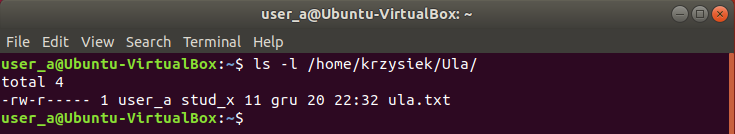 user_a@Ubuntu-VirtualBox: ~
File Edit View Search Terminal Help
user_a@Ubuntu-VirtualBox:~$ ls -l /home/krzysiek/Ula/
total 4
-rw-r----- 1 user_a stud_x 11 gru 20 22:32 ula.txt
user_a@Ubuntu-VirtualBox:~$